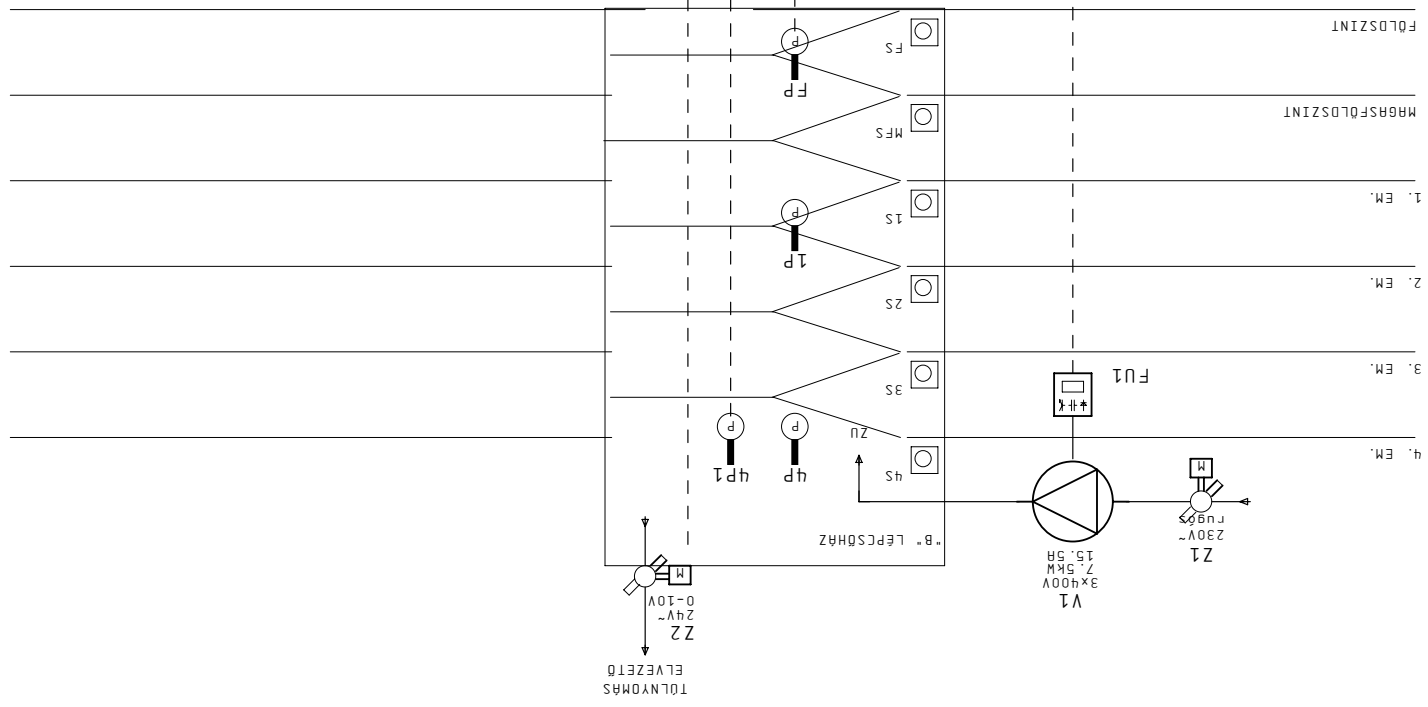 TÚLNYOMÁS
ELVEZETŐ
Z2
24V~
0-10V
M
V1
3x400V
7.5kW
15.5A
Z1
230V~
rugós
M
"B" LÉPCSŐHÁZ
4. EM.
4S
ZU
4P
4P1
P
P
FU1
3. EM.
3S
2. EM.
2S
1P
P
1. EM.
1S
MAGASFÖLDSZINT
MFS
FP
P
FÖLDSZINT
FS